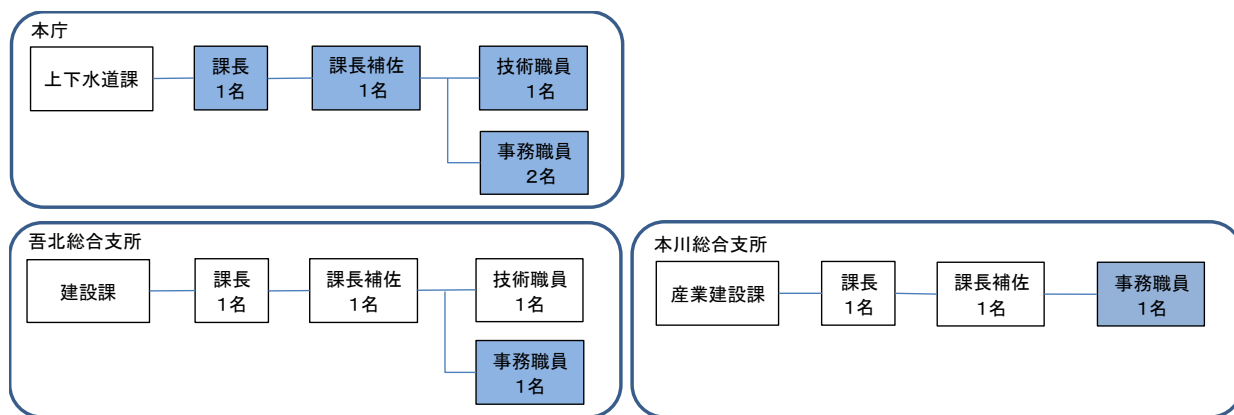 本庁
上下水道課
課長
1名
課長補佐
1名
技術職員
1名
事務職員
2名
吾北総合支所
建設課
課長
1名
課長補佐
1名
技術職員
1名
事務職員
1名
本川総合支所
産業建設課
課長
1名
課長補佐
1名
事務職員
1名